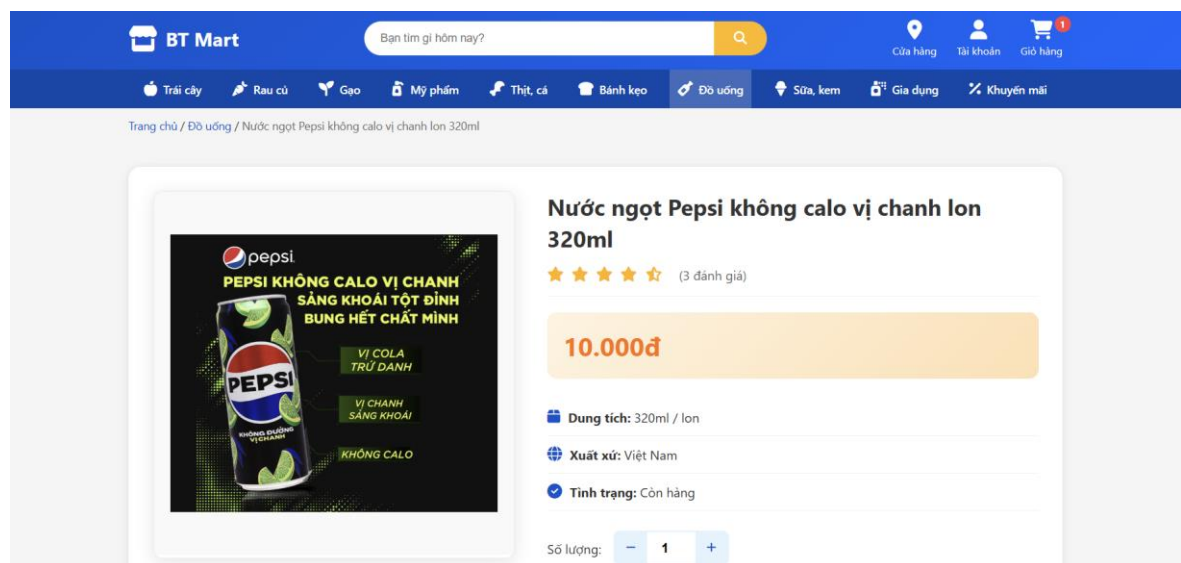 BT Mart
Bạn tìm gì hôm nay?
Cửa hàng
Tài khoản
1
Giỏ hàng
Trái cây
Rau củ
Gạo
Mỹ phẩm
Thịt, cá
Bánh kẹo
Đồ uống
Sữa, kem
Gia dụng
Khuyến mãi
Trang chủ / Đồ uống / Nước ngọt Pepsi không calo vị chanh lon 320ml
pepsi
PEPSI KHÔNG CALO VỊ CHANH
SẢNG KHOÁI TỘT ĐỈNH
BUNG HẾT CHẤT MÌNH
VỊ COLA
TRỨ DANH
PEPSI
VỊ CHANH
SẢNG KHOÁI
KHÔNG ĐƯỜNG
VỊ CHANH
KHÔNG CALO
Nước ngọt Pepsi không calo vị chanh lon
320ml
(3 đánh giá)
10.000đ
Dung tích: 320ml / lon
Xuất xứ: Việt Nam
Tình trạng: Còn hàng
Số lượng: − 1 +